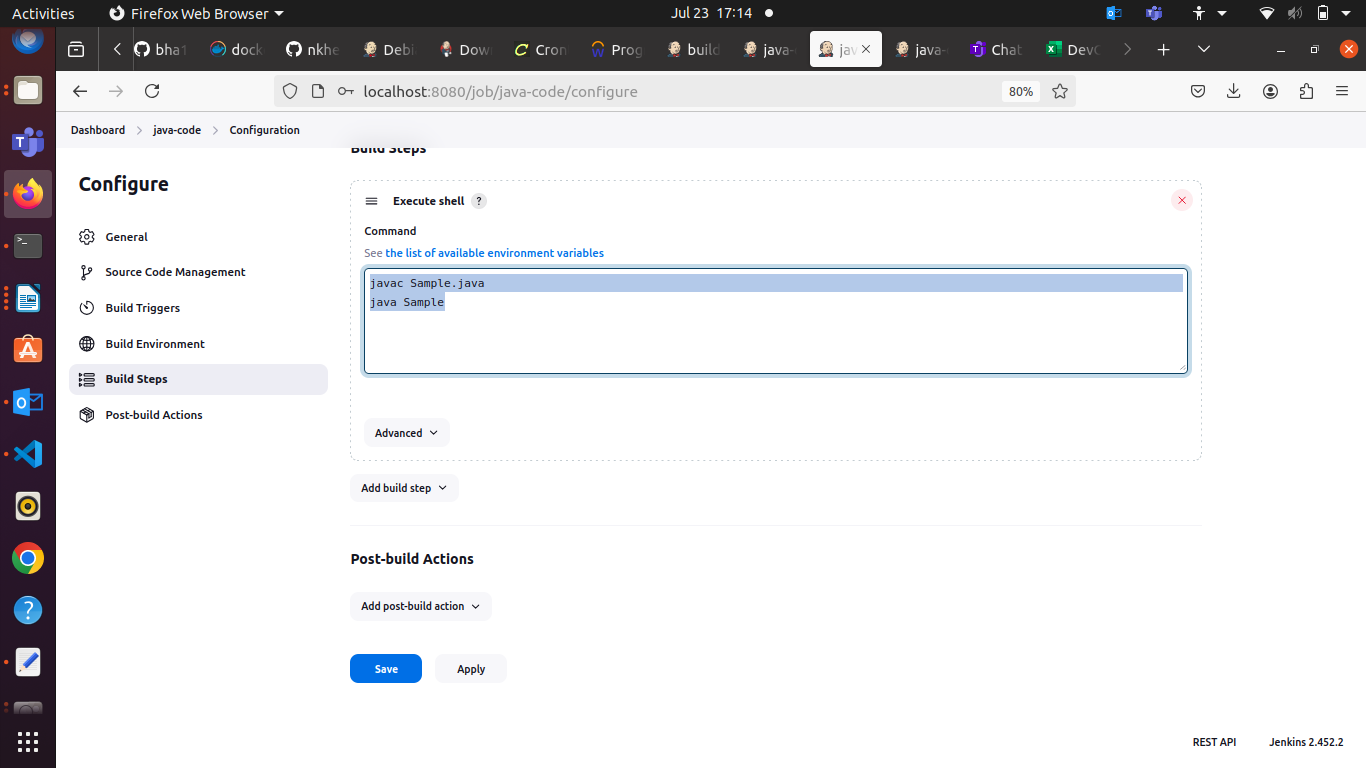 Activities Firefox Web Browser Jul 23 17:14
bha1 dock nkhe Debi Dow Cron Prog build java- jav java- Chat DevC
localhost:8080/job/java-code/configure 80%
Dashboard java-code Configuration
Build Steps
Configure
Execute shell ?
Command
General
See the list of available environment variables
Source Code Management
javac Sample.java
java Sample
Build Triggers
Build Environment
Build Steps
Post-build Actions
Advanced
Add build step
Post-build Actions
Add post-build action
Save Apply
REST API Jenkins 2.452.2